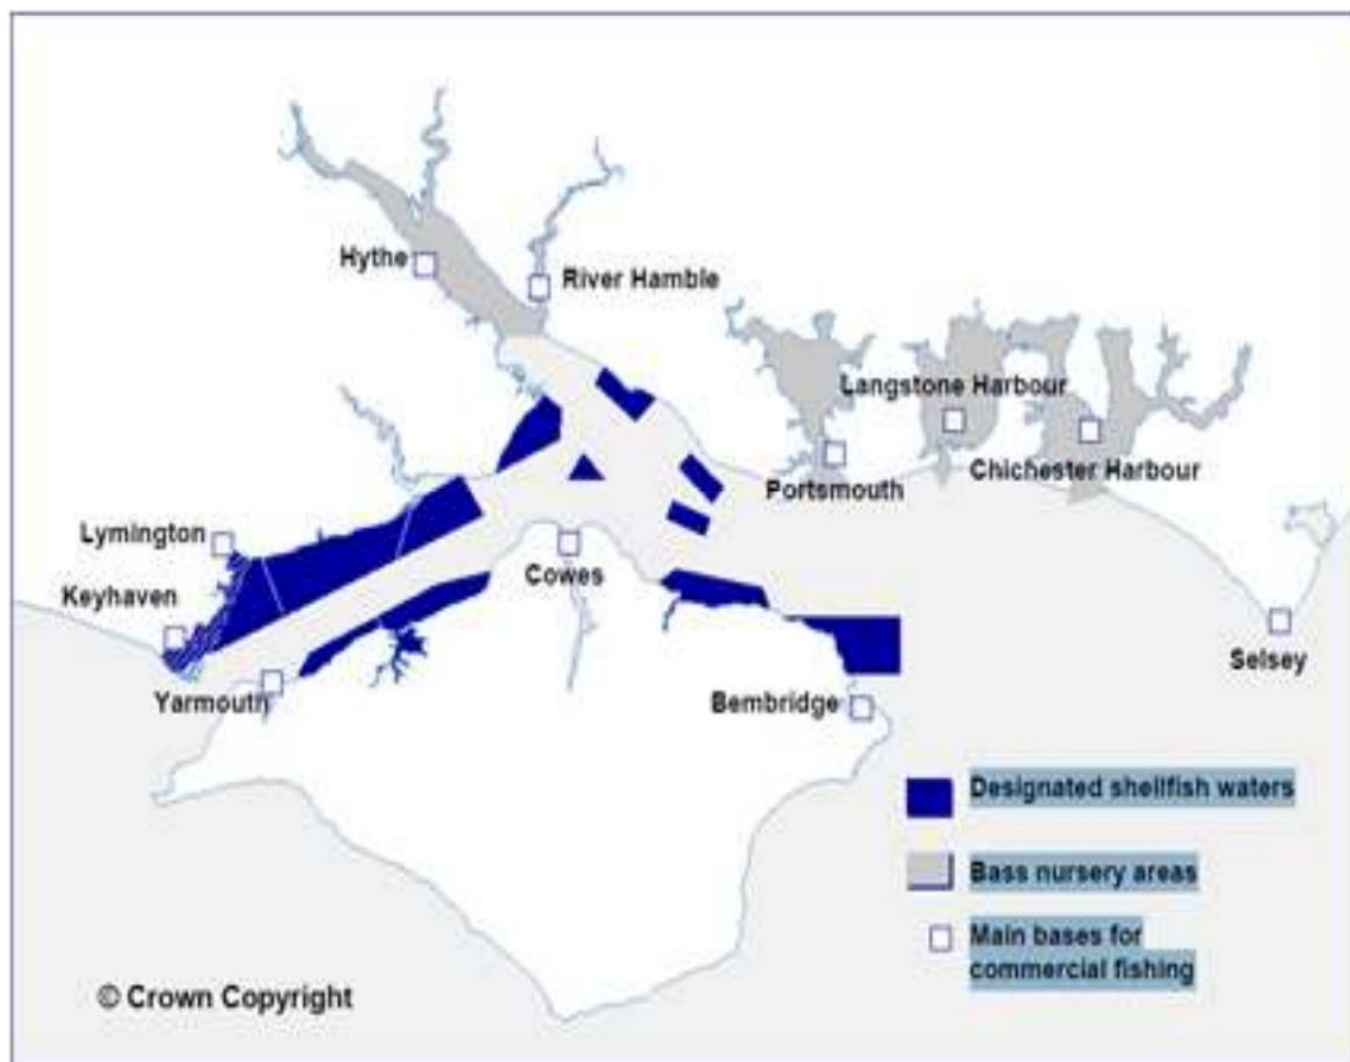 Hythe
River Hamble
Langstone Harbour
Chichester Harbour
Portsmouth
Lymington
Cowes
Keyhaven
Selsey
Yarmouth
Bembridge
Designated shellfish waters
Bass nursery areas
Main bases for
commercial fishing
© Crown Copyright